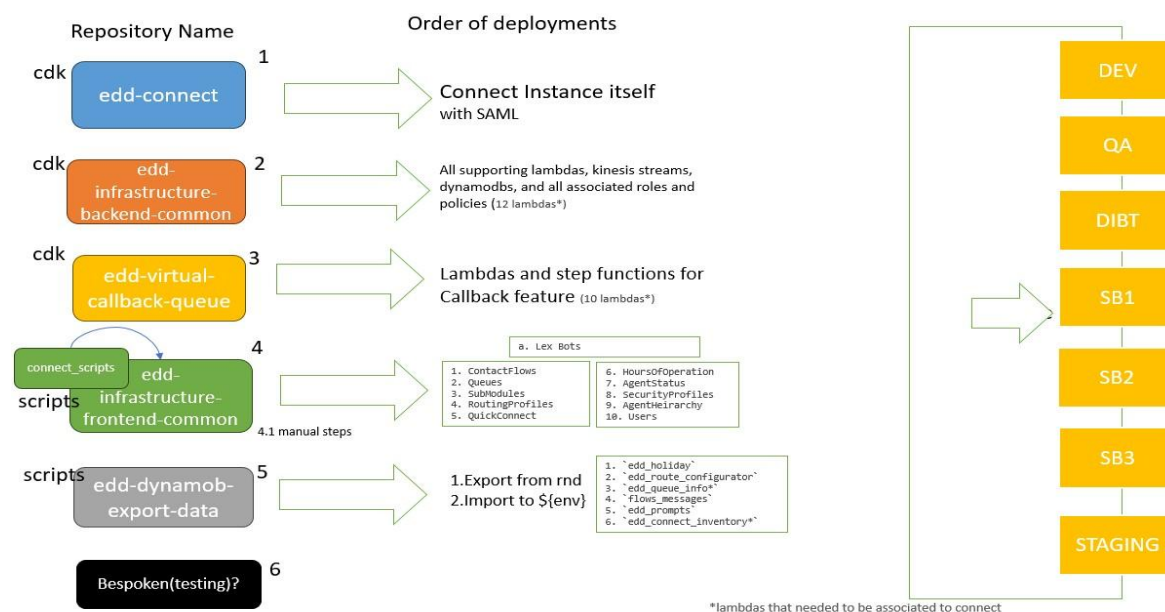 Repository Name
Order of deployments
cdk
1
edd-connect
Connect Instance itself
with SAML
cdk
2
edd-
infrastructure-
backend-common
All supporting lambdas, kinesis streams,
dynamodbs, and all associated roles and
policies (12 lambdas*)
cdk
3
edd-virtual-
callback-queue
Lambdas and step functions for
Callback feature (10 lambdas*)
connect_scripts
scripts
4
edd-
infrastructure-
frontend-common
4.1 manual steps
a. Lex Bots
1. ContactFlows
2. Queues
3. SubModules
4. RoutingProfiles
5. QuickConnect
6. HoursOfOperation
7. AgentStatus
8. SecurityProfiles
9. AgentHeirarchy
10. Users
scripts
5
edd-dynamob-
export-data
1.Export from rnd
2.Import to ${env}
1. `edd_holiday`
2. `edd_route_configurator`
3. `edd_queue_info*`
4. `flows_messages`
5. `edd_prompts`
6. `edd_connect_inventory*`
6
Bespoken(testing)?
DEV
QA
DIBT
SB1
SB2
SB3
STAGING
*lambdas that needed to be associated to connect